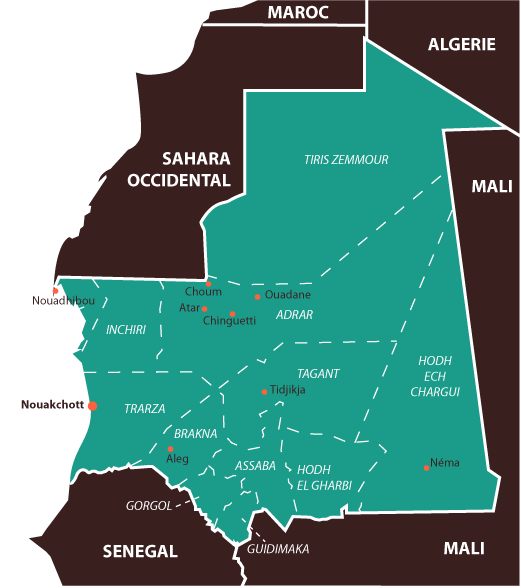 MAROC
ALGERIE
SAHARA
OCCIDENTAL
TIRIS ZEMMOUR
MALI
Nouadhibou
Choum
Ouadane
Atar
Chinguetti
ADRAR
INCHIRI
HODH
ECH
CHARGUI
TAGANT
Tidjikja
Nouakchott
TRARZA
BRAKNA
Aleg
ASSABA
HODH
EL GHARBI
Néma
GORGOL
GUIDIMAKA
SENEGAL
MALI